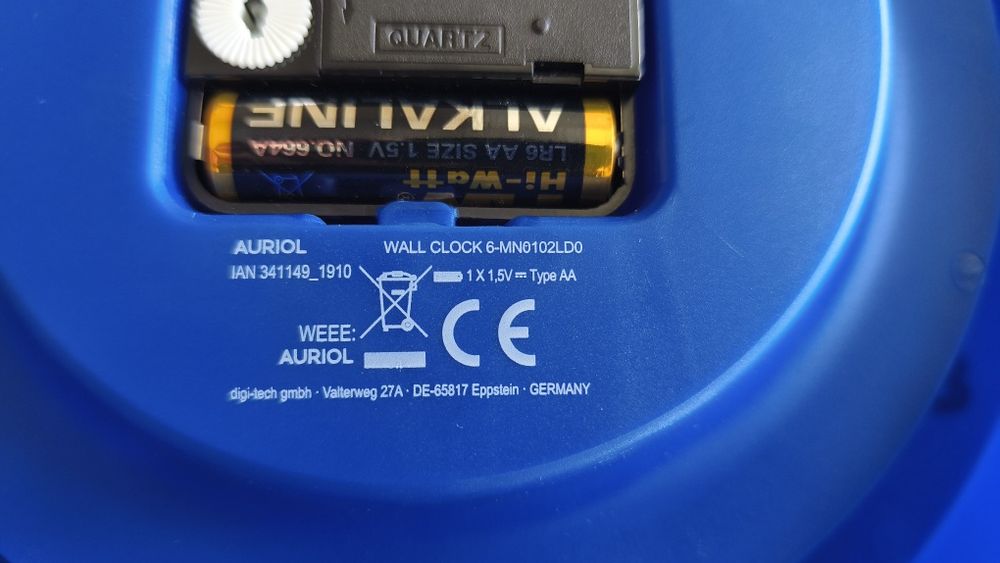 QUARTZ
ALKALINE
LR6 AA SIZE 1.5V NO.664A
Hi-Watt
AURIOL
WALL CLOCK 6-MN0102LD0
IAN 341149_1910
1 X 1,5V ⎓ Type AA
WEEE:
AURIOL
CE
digi-tech gmbh · Valterweg 27A · DE-65817 Eppstein · GERMANY